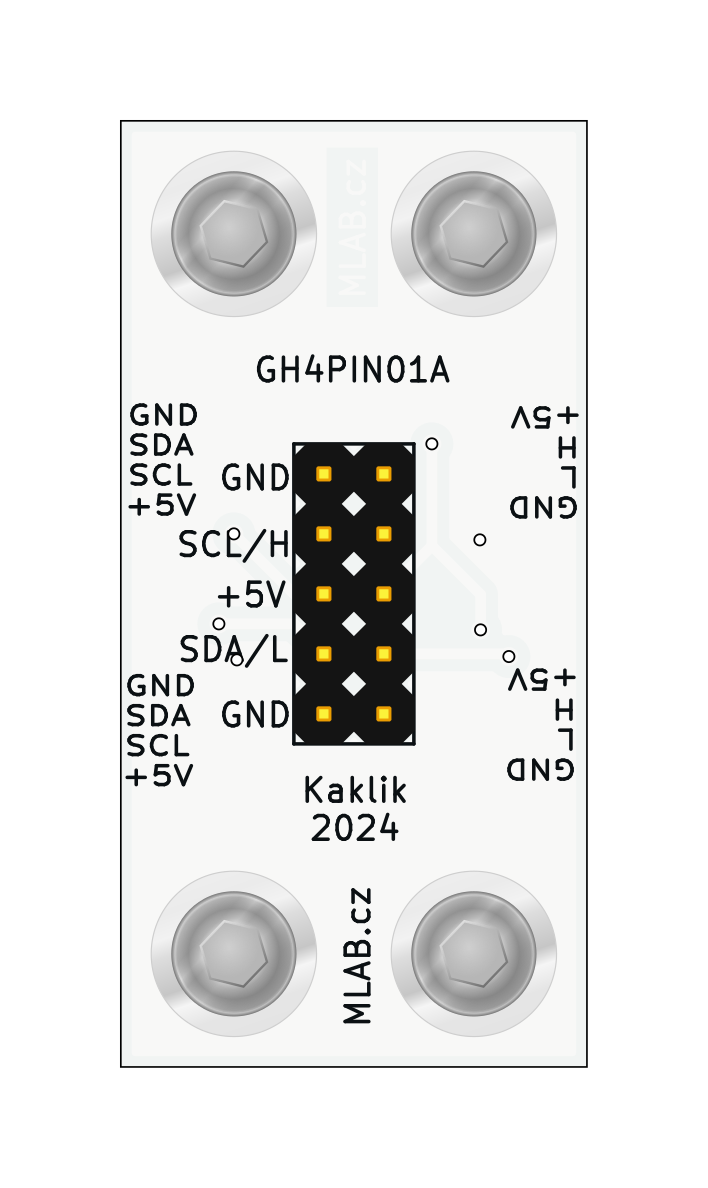 MLAB.cz
GH4PIN01A
GND
SDA
SCL
+5V
+5V
H
L
GND
GND
SCL/H
+5V
SDA/L
GND
GND
SDA
SCL
+5V
+5V
H
L
GND
Kaklik
2024
MLAB.cz